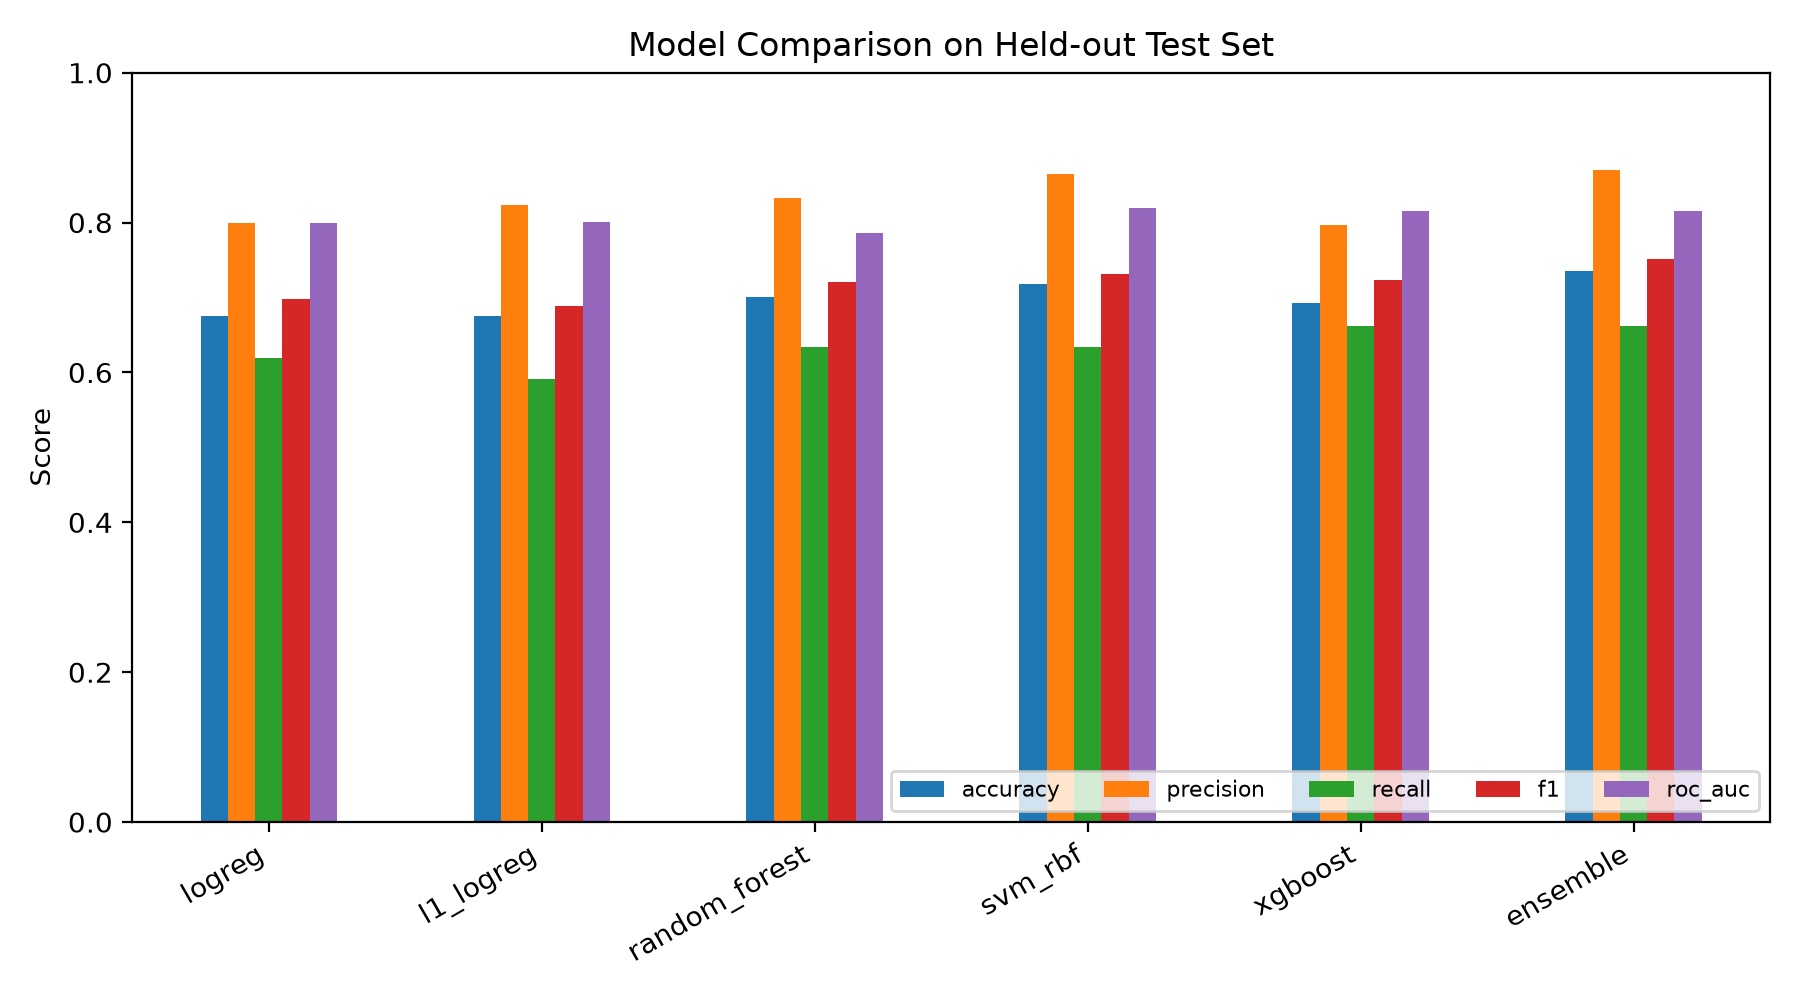 Model Comparison on Held-out Test Set
1.0
0.8
0.6
0.4
0.2
0.0
Score
accuracy precision recall f1 roc_auc
logreg l1_logreg random_forest svm_rbf xgboost ensemble